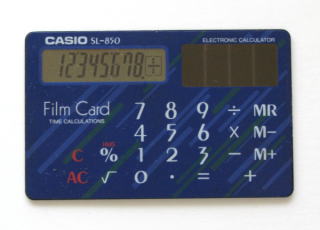 CASIO SL-850 ELECTRONIC CALCULATOR
12345678.
Film Card
TIME CALCULATIONS
7 8 9 ÷ MR
4 5 6 × M−
C % 1 2 3 − M+
AC √ 0 · = +